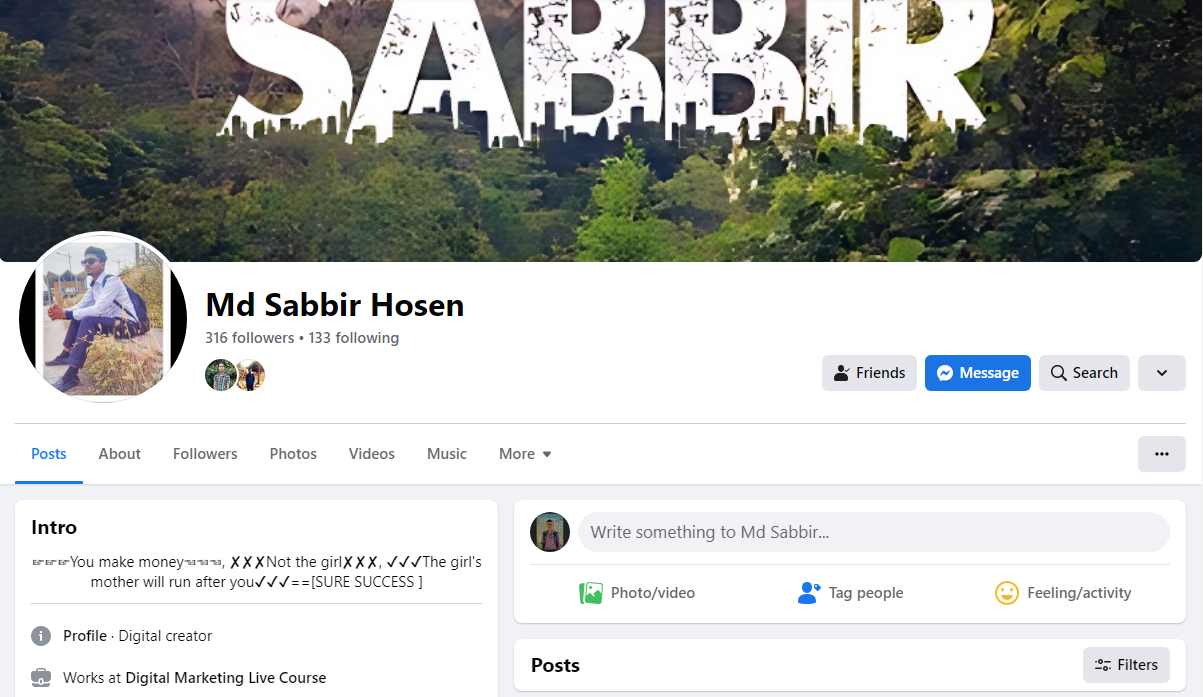 SABBIR
Md Sabbir Hosen
316 followers • 133 following
Friends
Message
Search
Posts
About
Followers
Photos
Videos
Music
More
Intro
☞☞☞You make money☜☜☜, ✗✗✗Not the girl✗✗✗, ✓✓✓The girl's
mother will run after you✓✓✓==[SURE SUCCESS ]
Profile · Digital creator
Works at Digital Marketing Live Course
Write something to Md Sabbir...
Photo/video
Tag people
Feeling/activity
Posts
Filters